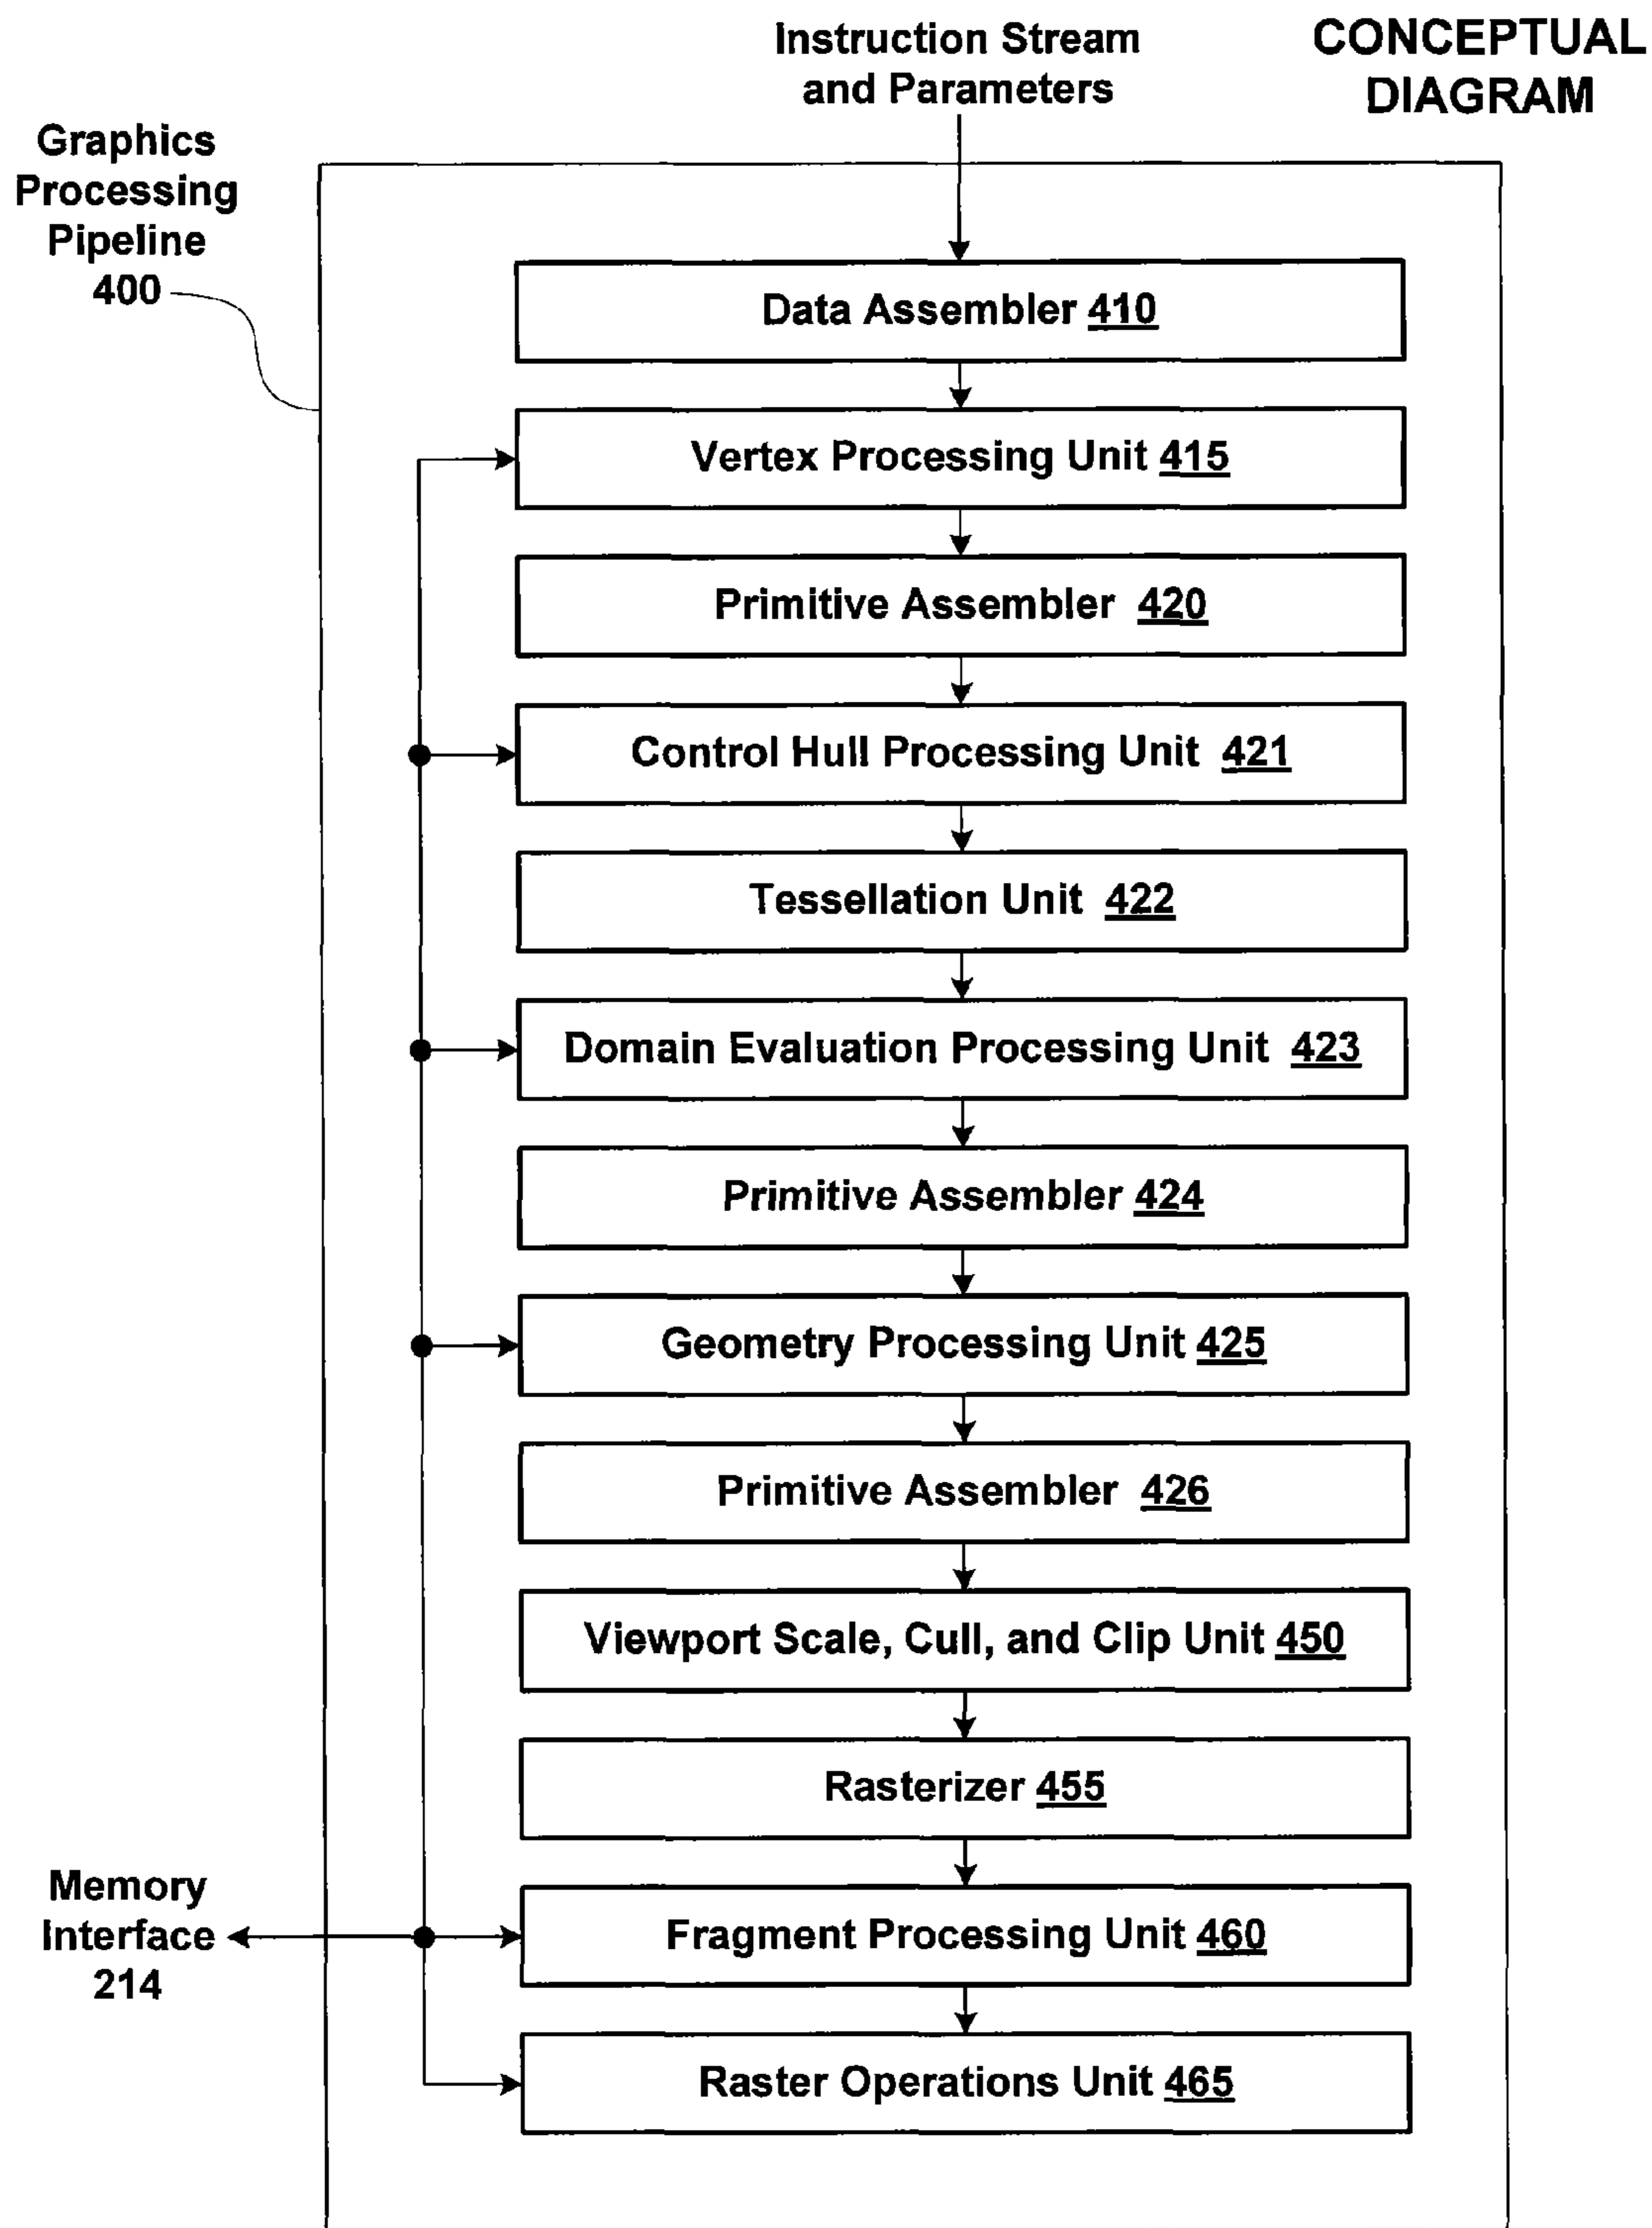 Instruction Stream
and Parameters
CONCEPTUAL
DIAGRAM
Graphics
Processing
Pipeline
400
Data Assembler 410
Vertex Processing Unit 415
Primitive Assembler 420
Control Hull Processing Unit 421
Tessellation Unit 422
Domain Evaluation Processing Unit 423
Primitive Assembler 424
Geometry Processing Unit 425
Primitive Assembler 426
Viewport Scale, Cull, and Clip Unit 450
Rasterizer 455
Memory
Interface
214
Fragment Processing Unit 460
Raster Operations Unit 465